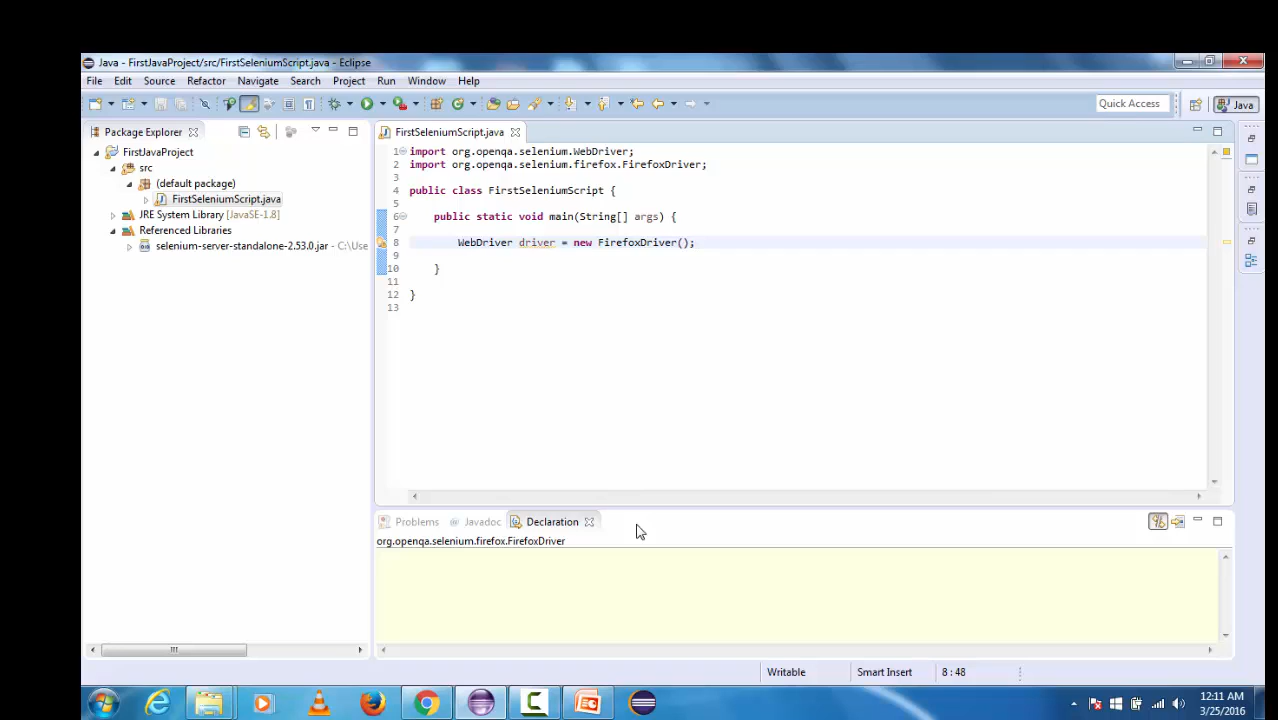 Java - FirstJavaProject/src/FirstSeleniumScript.java - Eclipse
File Edit Source Refactor Navigate Search Project Run Window Help
Quick Access Java
Package Explorer
FirstJavaProject
src
(default package)
FirstSeleniumScript.java
JRE System Library [JavaSE-1.8]
Referenced Libraries
selenium-server-standalone-2.53.0.jar - C:\Use
FirstSeleniumScript.java
1 import org.openqa.selenium.WebDriver;
2 import org.openqa.selenium.firefox.FirefoxDriver;
3
4 public class FirstSeleniumScript {
5
6 public static void main(String[] args) {
7
8 WebDriver driver = new FirefoxDriver();
9
10 }
11
12 }
13
Problems Javadoc Declaration
org.openqa.selenium.firefox.FirefoxDriver
Writable Smart Insert 8 : 48
12:11 AM
3/25/2016